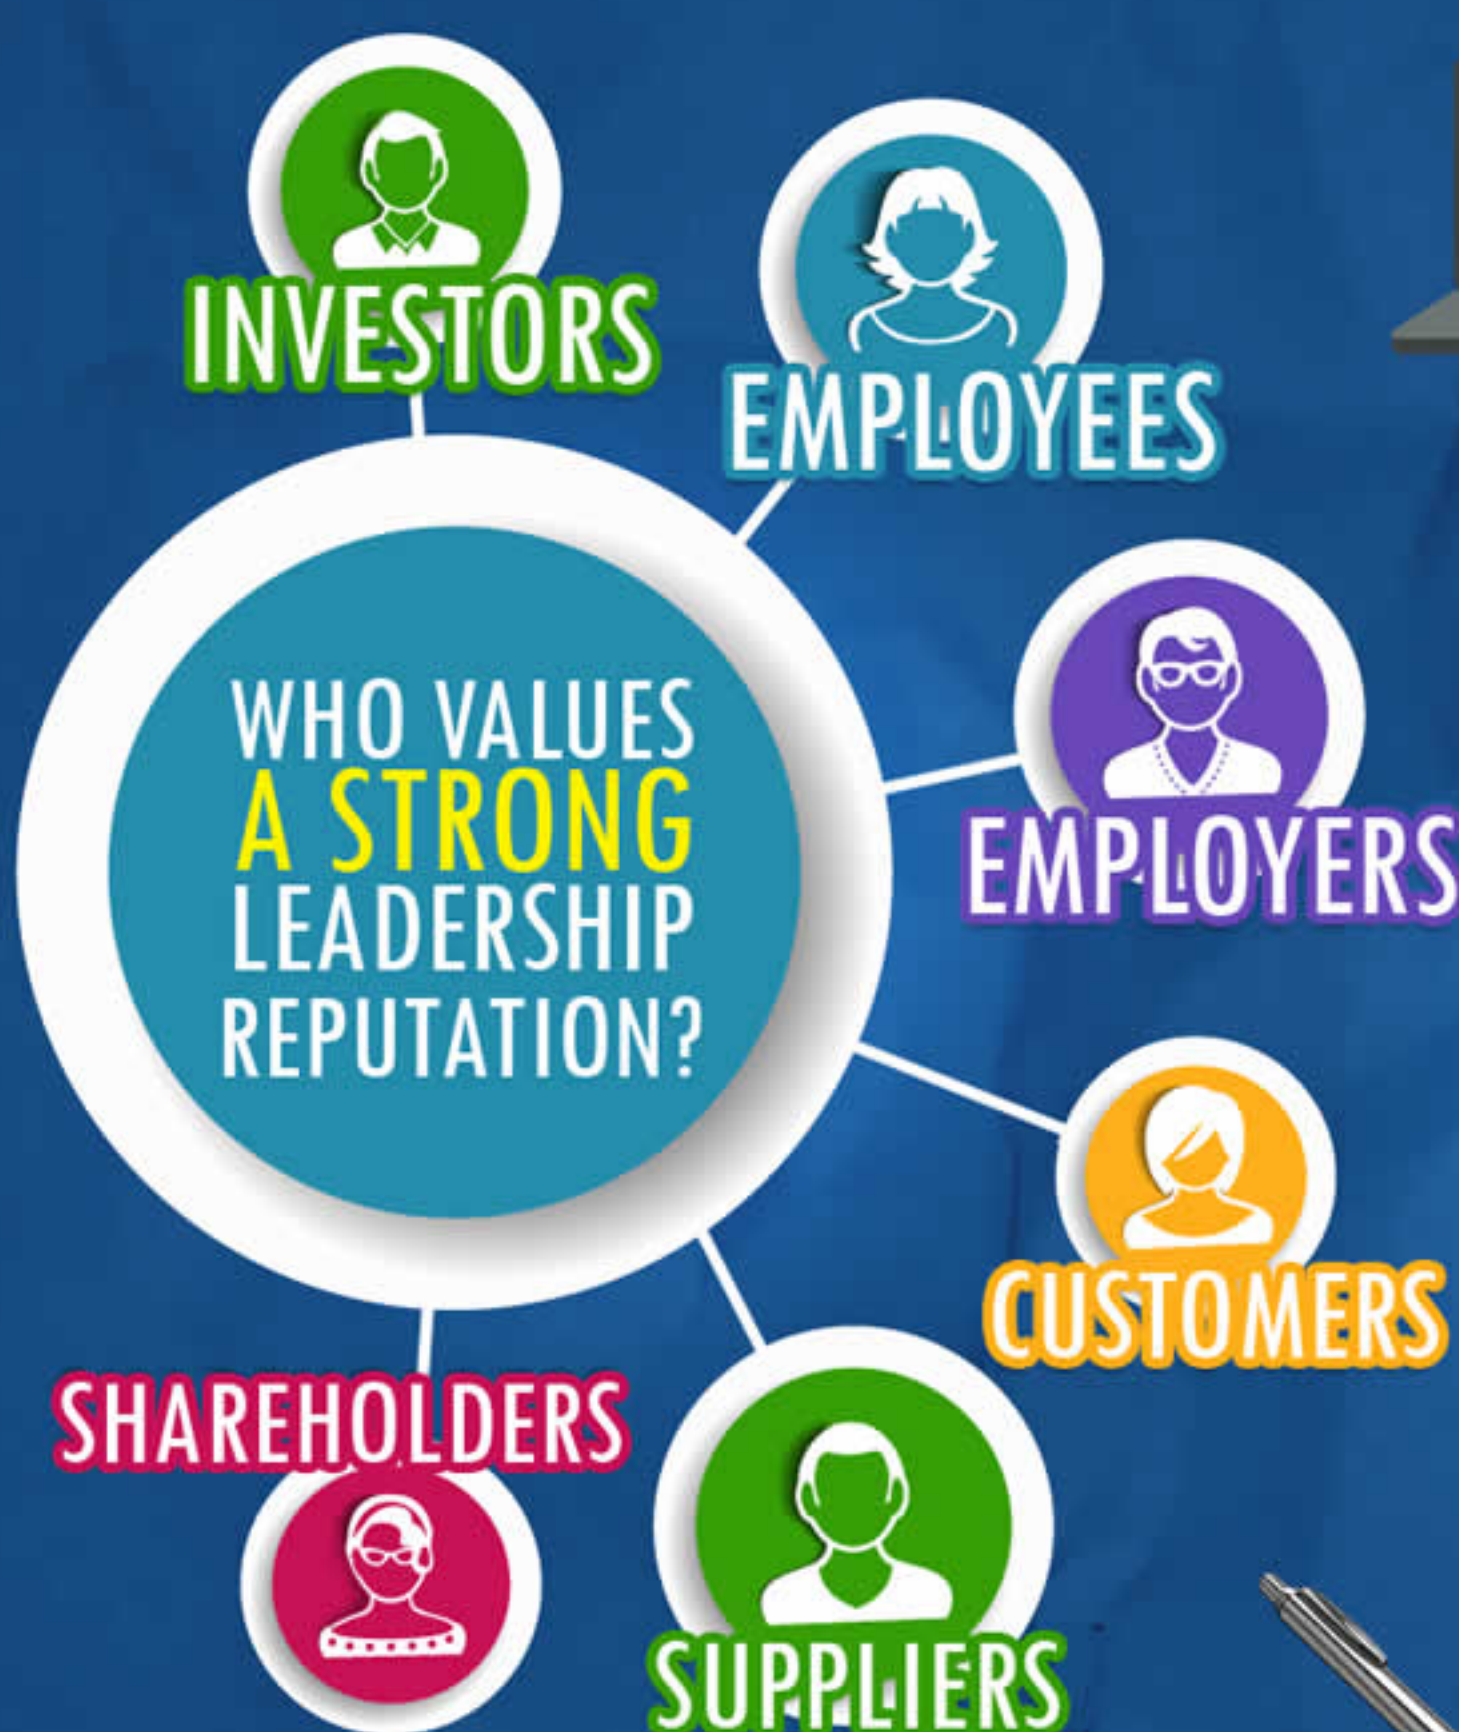 INVESTORS
EMPLOYEES
WHO VALUES
A STRONG
LEADERSHIP
REPUTATION?
EMPLOYERS
CUSTOMERS
SHAREHOLDERS
SUPPLIERS